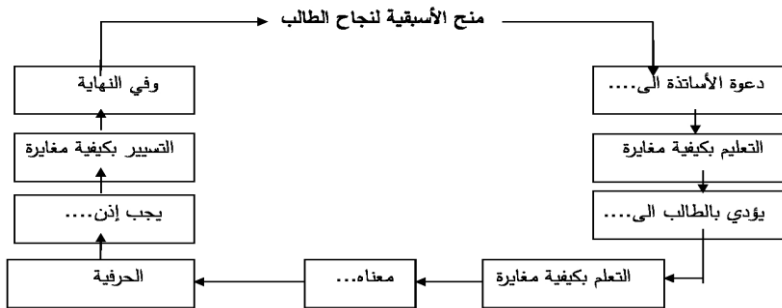 منح الأسبقية لنجاح الطالب
دعوة الأساتذة الى....
التعليم بكيفية مغايرة
يؤدي بالطالب الى....
التعلم بكيفية مغايرة
معناه...
الحرفية
يجب إذن....
التسيير بكيفية مغايرة
وفي النهاية